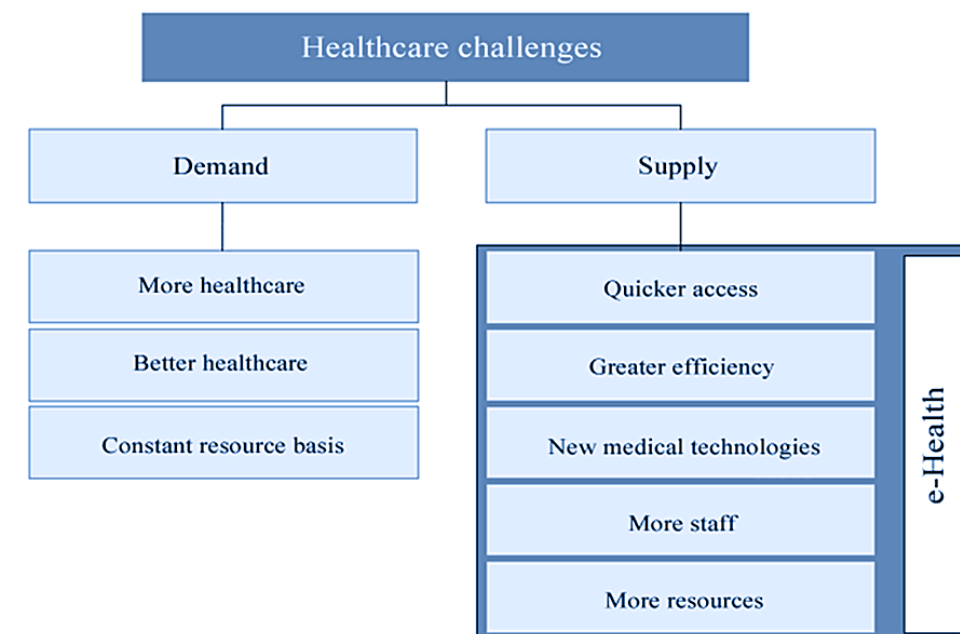 Healthcare challenges
Demand
Supply
More healthcare
Better healthcare
Constant resource basis
Quicker access
Greater efficiency
New medical technologies
More staff
More resources
e-Health